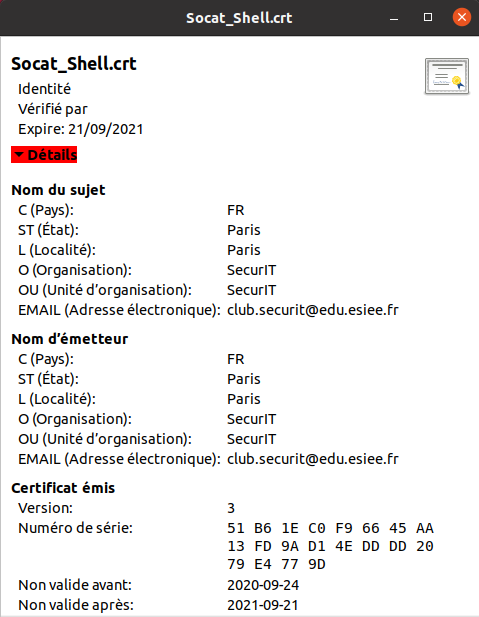 Socat_Shell.crt
Socat_Shell.crt
Identité
Vérifié par
Expire: 21/09/2021
Détails
Nom du sujet
C (Pays): FR
ST (État): Paris
L (Localité): Paris
O (Organisation): SecurIT
OU (Unité d'organisation): SecurIT
EMAIL (Adresse électronique): club.securit@edu.esiee.fr
Nom d'émetteur
C (Pays): FR
ST (État): Paris
L (Localité): Paris
O (Organisation): SecurIT
OU (Unité d'organisation): SecurIT
EMAIL (Adresse électronique): club.securit@edu.esiee.fr
Certificat émis
Version: 3
Numéro de série: 51 B6 1E C0 F9 66 45 AA
13 FD 9A D1 4E DD DD 20
79 E4 77 9D
Non valide avant: 2020-09-24
Non valide après: 2021-09-21